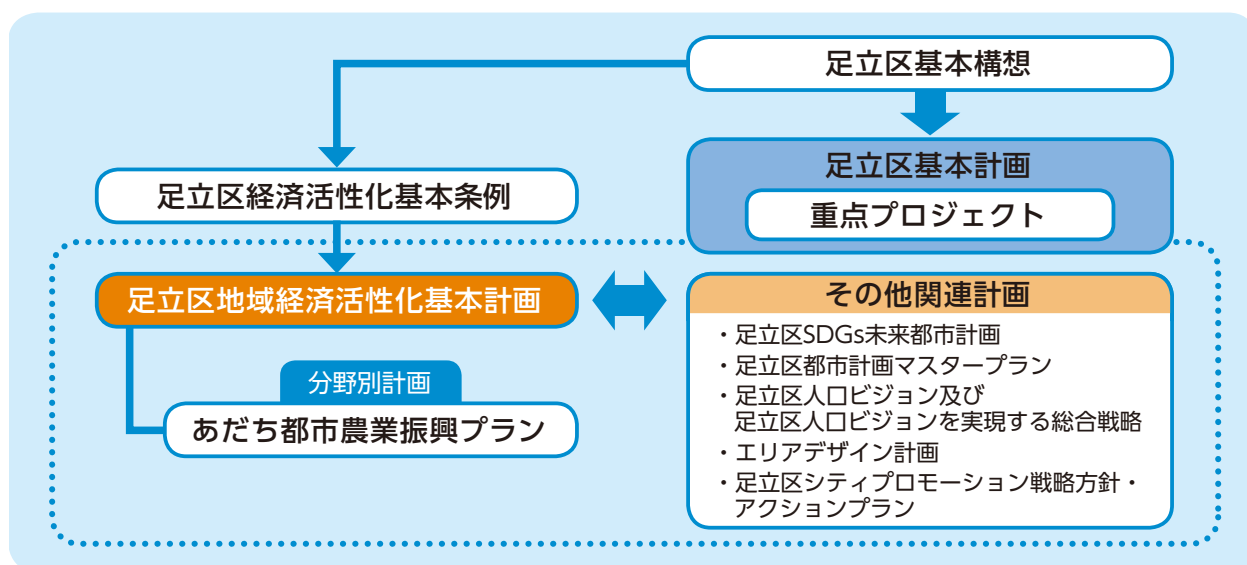 足立区基本構想
足立区基本計画
重点プロジェクト
足立区経済活性化基本条例
足立区地域経済活性化基本計画
分野別計画
あだち都市農業振興プラン
その他関連計画
・足立区SDGs未来都市計画
・足立区都市計画マスタープラン
・足立区人口ビジョン及び
足立区人口ビジョンを実現する総合戦略
・エリアデザイン計画
・足立区シティプロモーション戦略方針・
アクションプラン